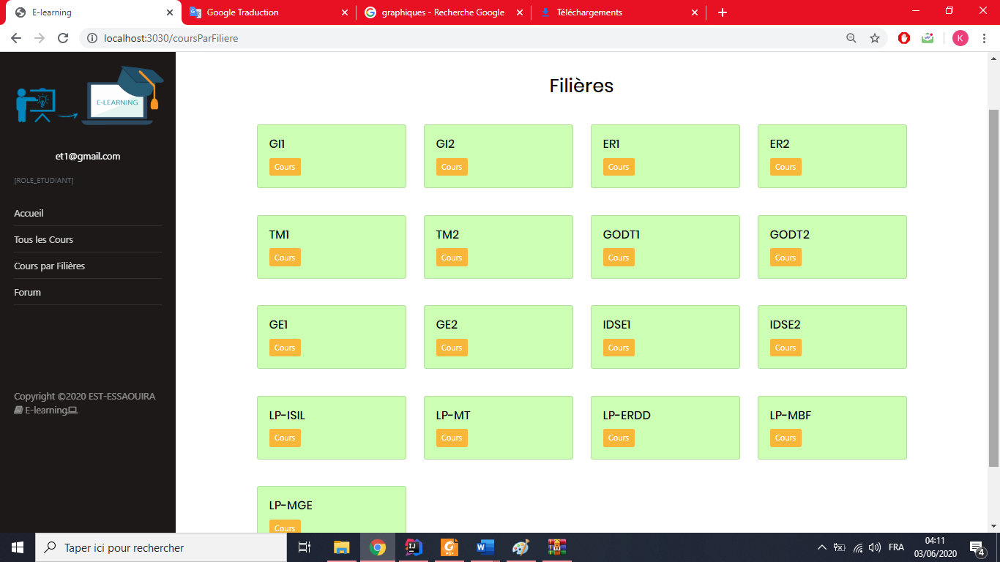 E-learning
Google Traduction
graphiques - Recherche Google
Téléchargements
localhost:3030/coursParFiliere
K
E-LEARNING
et1@gmail.com
[ROLE_ETUDIANT]
Accueil
Tous les Cours
Cours par Filières
Forum
Copyright ©2020 EST-ESSAOUIRA
E-learning
Filières
GI1
Cours
GI2
Cours
ER1
Cours
ER2
Cours
TM1
Cours
TM2
Cours
GODT1
Cours
GODT2
Cours
GE1
Cours
GE2
Cours
IDSE1
Cours
IDSE2
Cours
LP-ISIL
Cours
LP-MT
Cours
LP-ERDD
Cours
LP-MBF
Cours
LP-MGE
Cours
Taper ici pour rechercher
IJ
G
PDF
W
FRA
04:11
03/06/2020
4